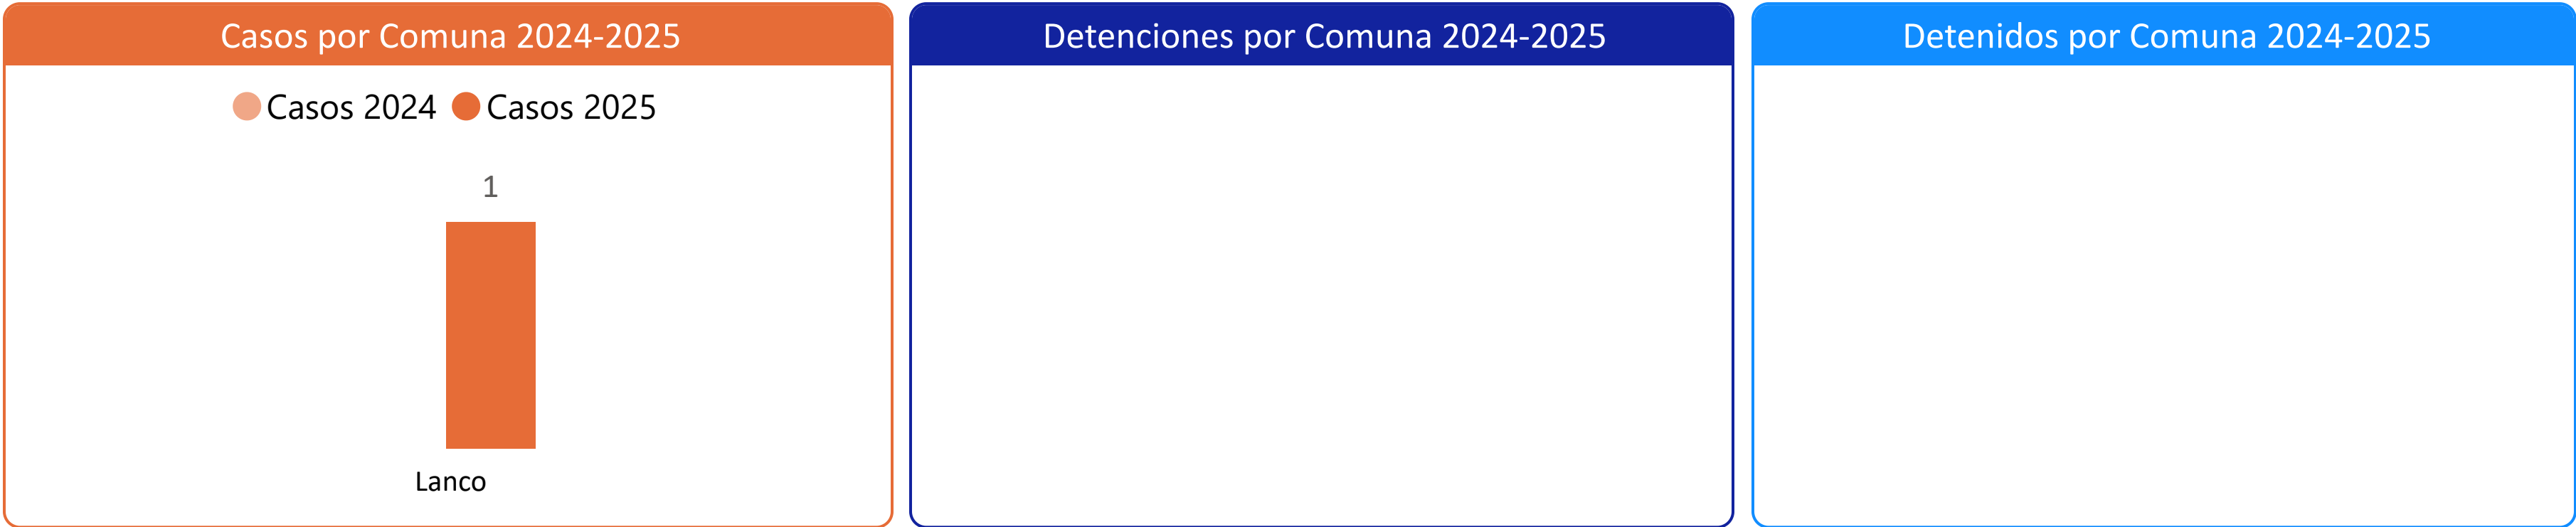 Casos por Comuna 2024-2025
Casos 2024 Casos 2025
1
Lanco
Detenciones por Comuna 2024-2025
Detenidos por Comuna 2024-2025